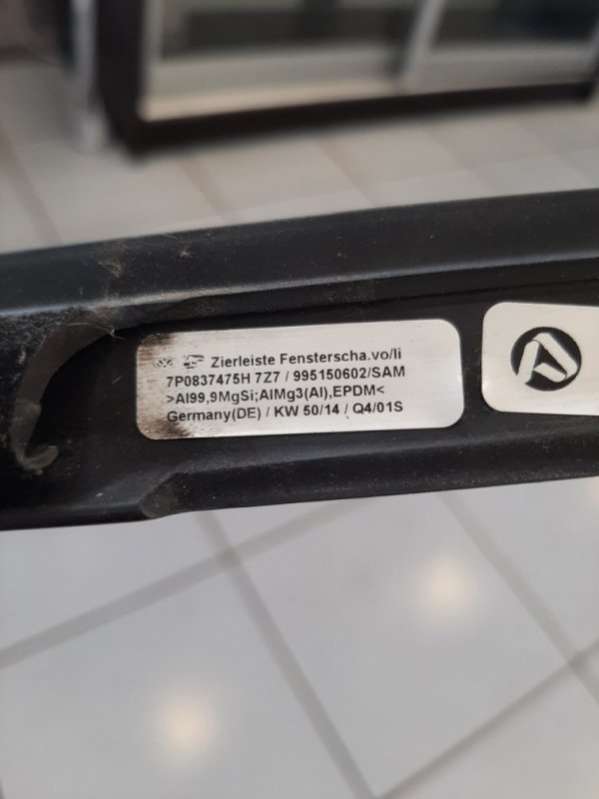 Zierleiste Fensterscha.vo/li
7P0837475H 7Z7 / 995150602/SAM
>Al99,9MgSi;AlMg3(Al),EPDM<
Germany(DE) / KW 50/14 / Q4/01S